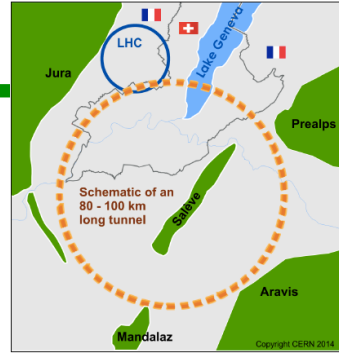 LHC
Lake Geneva
Jura
Prealps
Schematic of an
80 - 100 km
long tunnel
Salève
Aravis
Mandalaz
Copyright CERN 2014